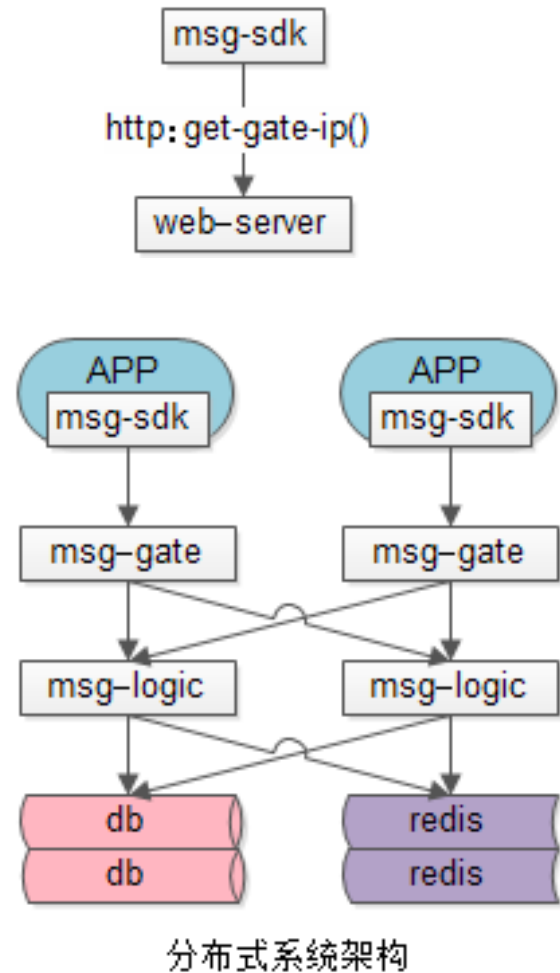 msg-sdk
http:get-gate-ip()
web-server
APP APP
msg-sdk msg-sdk
msg-gate msg-gate
msg-logic msg-logic
db redis
db redis
分布式系统架构